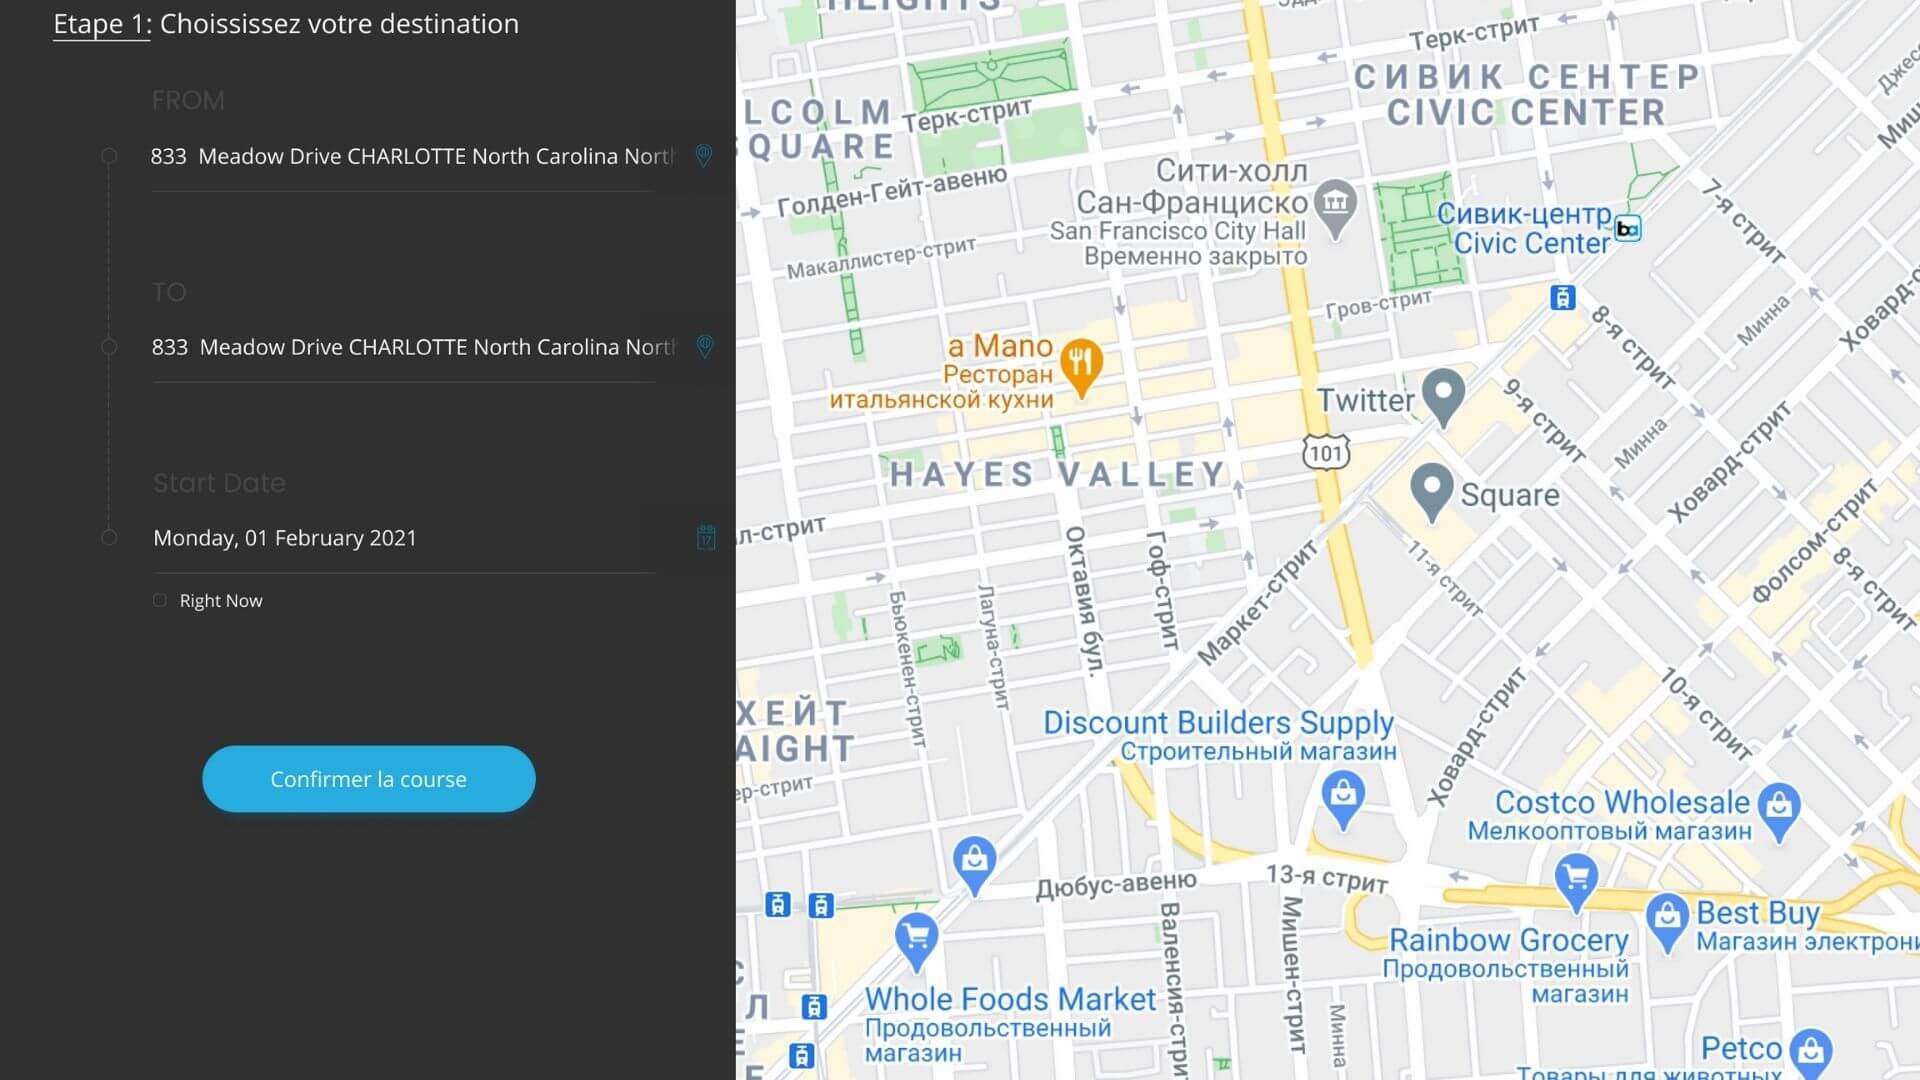 Etape 1: Choississez votre destination
FROM
833 Meadow Drive CHARLOTTE North Carolina North
TO
833 Meadow Drive CHARLOTTE North Carolina North
Start Date
Monday, 01 February 2021
17
Right Now
Confirmer la course
HEIGHTS
Терк-стрит
СИВИК СЕНТЕР
CIVIC CENTER
LCOLM
SQUARE
Терк-стрит
Голден-Гейт-авеню
Макаллистер-стрит
Сити-холл
Сан-Франциско
San Francisco City Hall
Временно закрыто
Сивик-центр
Civic Center
ba
7-я стрит
Гров-стрит
8-я стрит
Минна
Ховард-с
a Mano
Ресторан
итальянской кухни
Twitter
9-я стрит
Минна
Ховард-стрит
101
HAYES VALLEY
Square
л-стрит
Октавия бул.
Гоф-стрит
Маркет-стрит
11-я стрит
Фолсом-стрит
8-я стрит
Бьюкенен-стрит
Лагуна-стрит
ХЕЙТ
AIGHT
ер-стрит
Discount Builders Supply
Строительный магазин
Ховард-стрит
10-я стрит
Costco Wholesale
Мелкооптовый магазин
Дюбус-авеню
13-я стрит
Валенсия-стри
Мишен-стрит
Минна
Best Buy
Магазин электрони
Rainbow Grocery
Продовольственный
магазин
Whole Foods Market
Продовольственный
магазин
Petco
Товары для животных